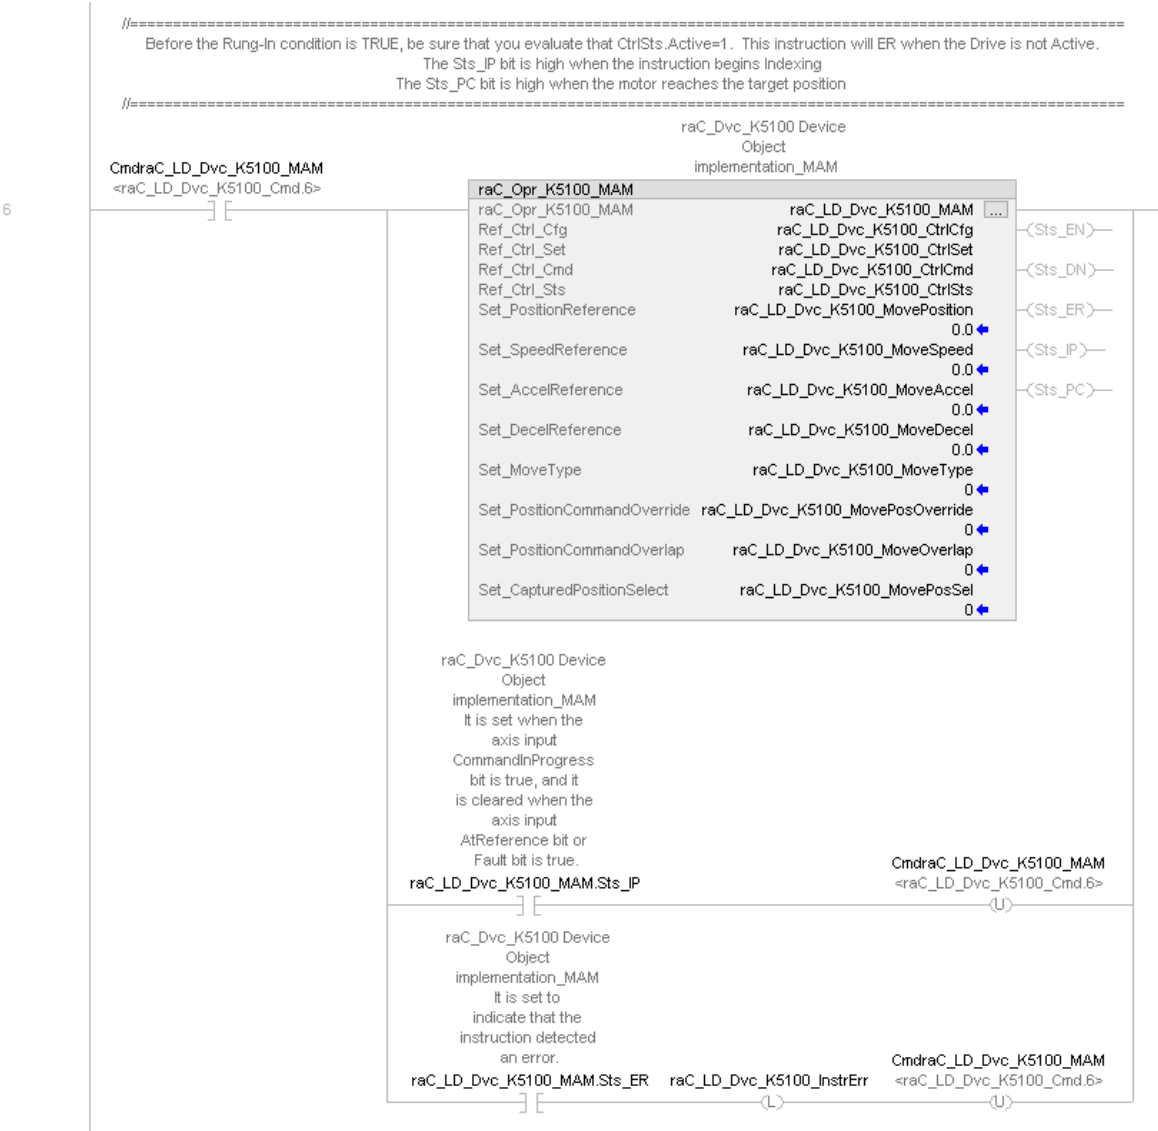 //====================================================================================================================
Before the Rung-In condition is TRUE, be sure that you evaluate that CtrlSts.Active=1.  This instruction will ER when the Drive is not Active.
The Sts_IP bit is high when the instruction begins Indexing
The Sts_PC bit is high when the motor reaches the target position
//====================================================================================================================
raC_Dvc_K5100 Device
Object
implementation_MAM
CmdraC_LD_Dvc_K5100_MAM
<raC_LD_Dvc_K5100_Cmd.6>
raC_Opr_K5100_MAM
6
raC_Opr_K5100_MAM raC_LD_Dvc_K5100_MAM ...
Ref_Ctrl_Cfg raC_LD_Dvc_K5100_CtrlCfg (Sts_EN)
Ref_Ctrl_Set raC_LD_Dvc_K5100_CtrlSet
Ref_Ctrl_Cmd raC_LD_Dvc_K5100_CtrlCmd (Sts_DN)
Ref_Ctrl_Sts raC_LD_Dvc_K5100_CtrlSts
Set_PositionReference raC_LD_Dvc_K5100_MovePosition (Sts_ER)
0.0
Set_SpeedReference raC_LD_Dvc_K5100_MoveSpeed (Sts_IP)
0.0
Set_AccelReference raC_LD_Dvc_K5100_MoveAccel (Sts_PC)
0.0
Set_DecelReference raC_LD_Dvc_K5100_MoveDecel
0.0
Set_MoveType raC_LD_Dvc_K5100_MoveType
0
Set_PositionCommandOverride raC_LD_Dvc_K5100_MovePosOverride
0
Set_PositionCommandOverlap raC_LD_Dvc_K5100_MoveOverlap
0
Set_CapturedPositionSelect raC_LD_Dvc_K5100_MovePosSel
0
raC_Dvc_K5100 Device
Object
implementation_MAM
It is set when the
axis input
CommandInProgress
bit is true, and it
is cleared when the
axis input
AtReference bit or
Fault bit is true.
raC_LD_Dvc_K5100_MAM.Sts_IP
CmdraC_LD_Dvc_K5100_MAM
<raC_LD_Dvc_K5100_Cmd.6>
(U)
raC_Dvc_K5100 Device
Object
implementation_MAM
It is set to
indicate that the
instruction detected
an error.
raC_LD_Dvc_K5100_MAM.Sts_ER
raC_LD_Dvc_K5100_InstrErr
(L)
CmdraC_LD_Dvc_K5100_MAM
<raC_LD_Dvc_K5100_Cmd.6>
(U)